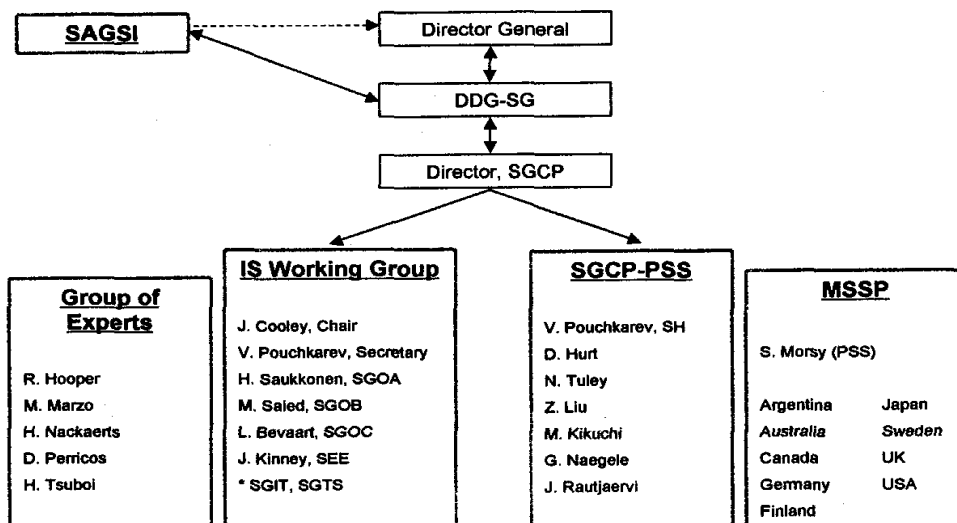 SAGSI
Director General
DDG-SG
Director, SGCP
Group of
Experts
R. Hooper
M. Marzo
H. Nackaerts
D. Perricos
H. Tsuboi
IS Working Group
J. Cooley, Chair
V. Pouchkarev, Secretary
H. Saukkonen, SGOA
M. Saied, SGOB
L. Bevaart, SGOC
J. Kinney, SEE
* SGIT, SGTS
SGCP-PSS
V. Pouchkarev, SH
D. Hurt
N. Tuley
Z. Liu
M. Kikuchi
G. Naegele
J. Rautjaervi
MSSP
S. Morsy (PSS)
Argentina Japan
Australia Sweden
Canada UK
Germany USA
Finland